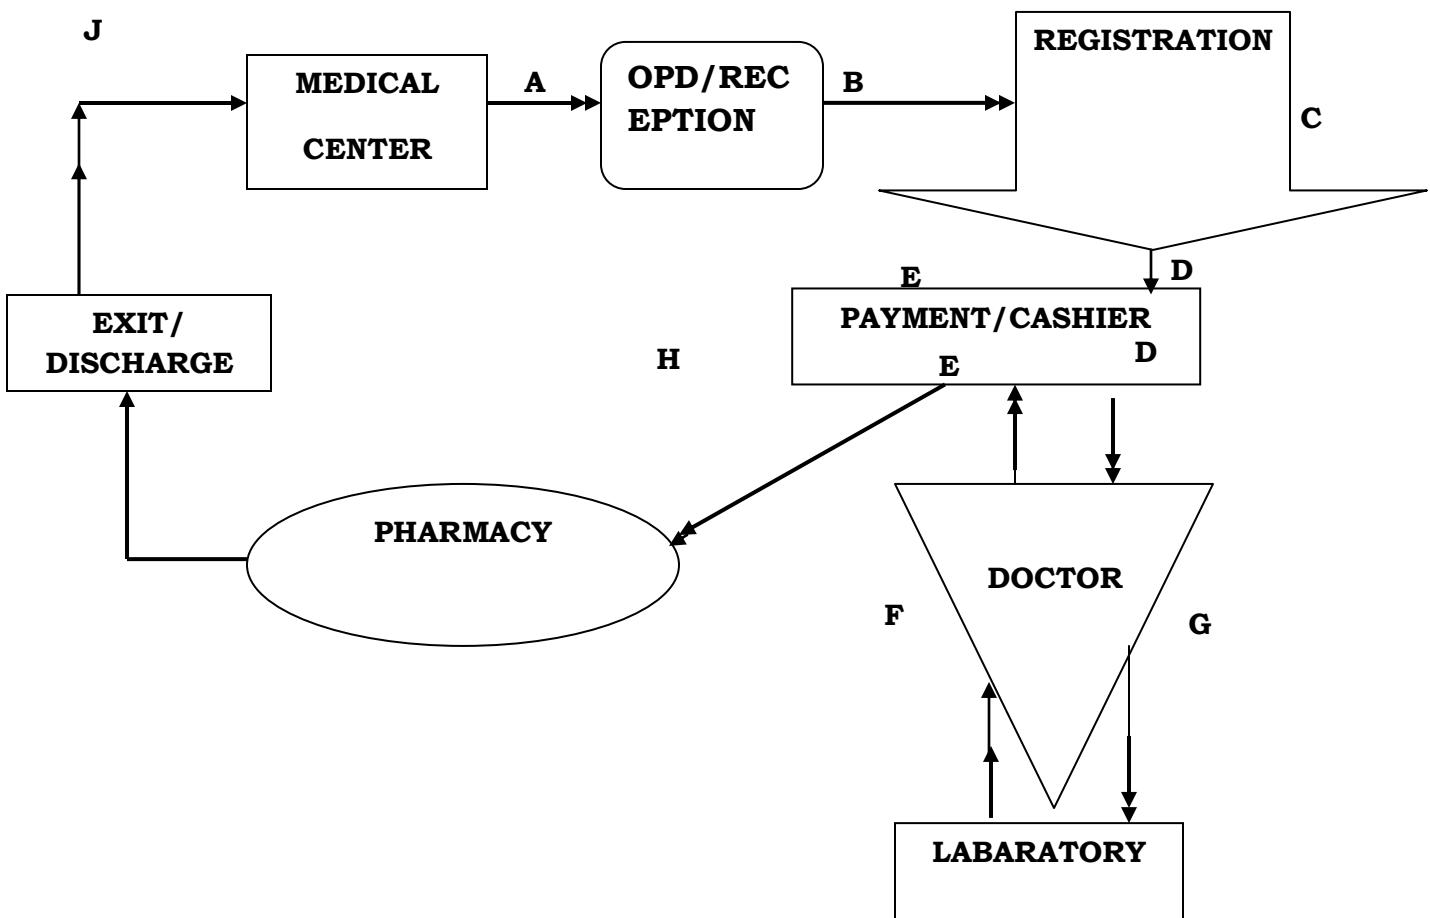 J
REGISTRATION
MEDICAL
CENTER
A
OPD/REC
EPTION
B
C
D
E
PAYMENT/CASHIER
D
E
EXIT/
DISCHARGE
H
PHARMACY
DOCTOR
F
G
LABARATORY